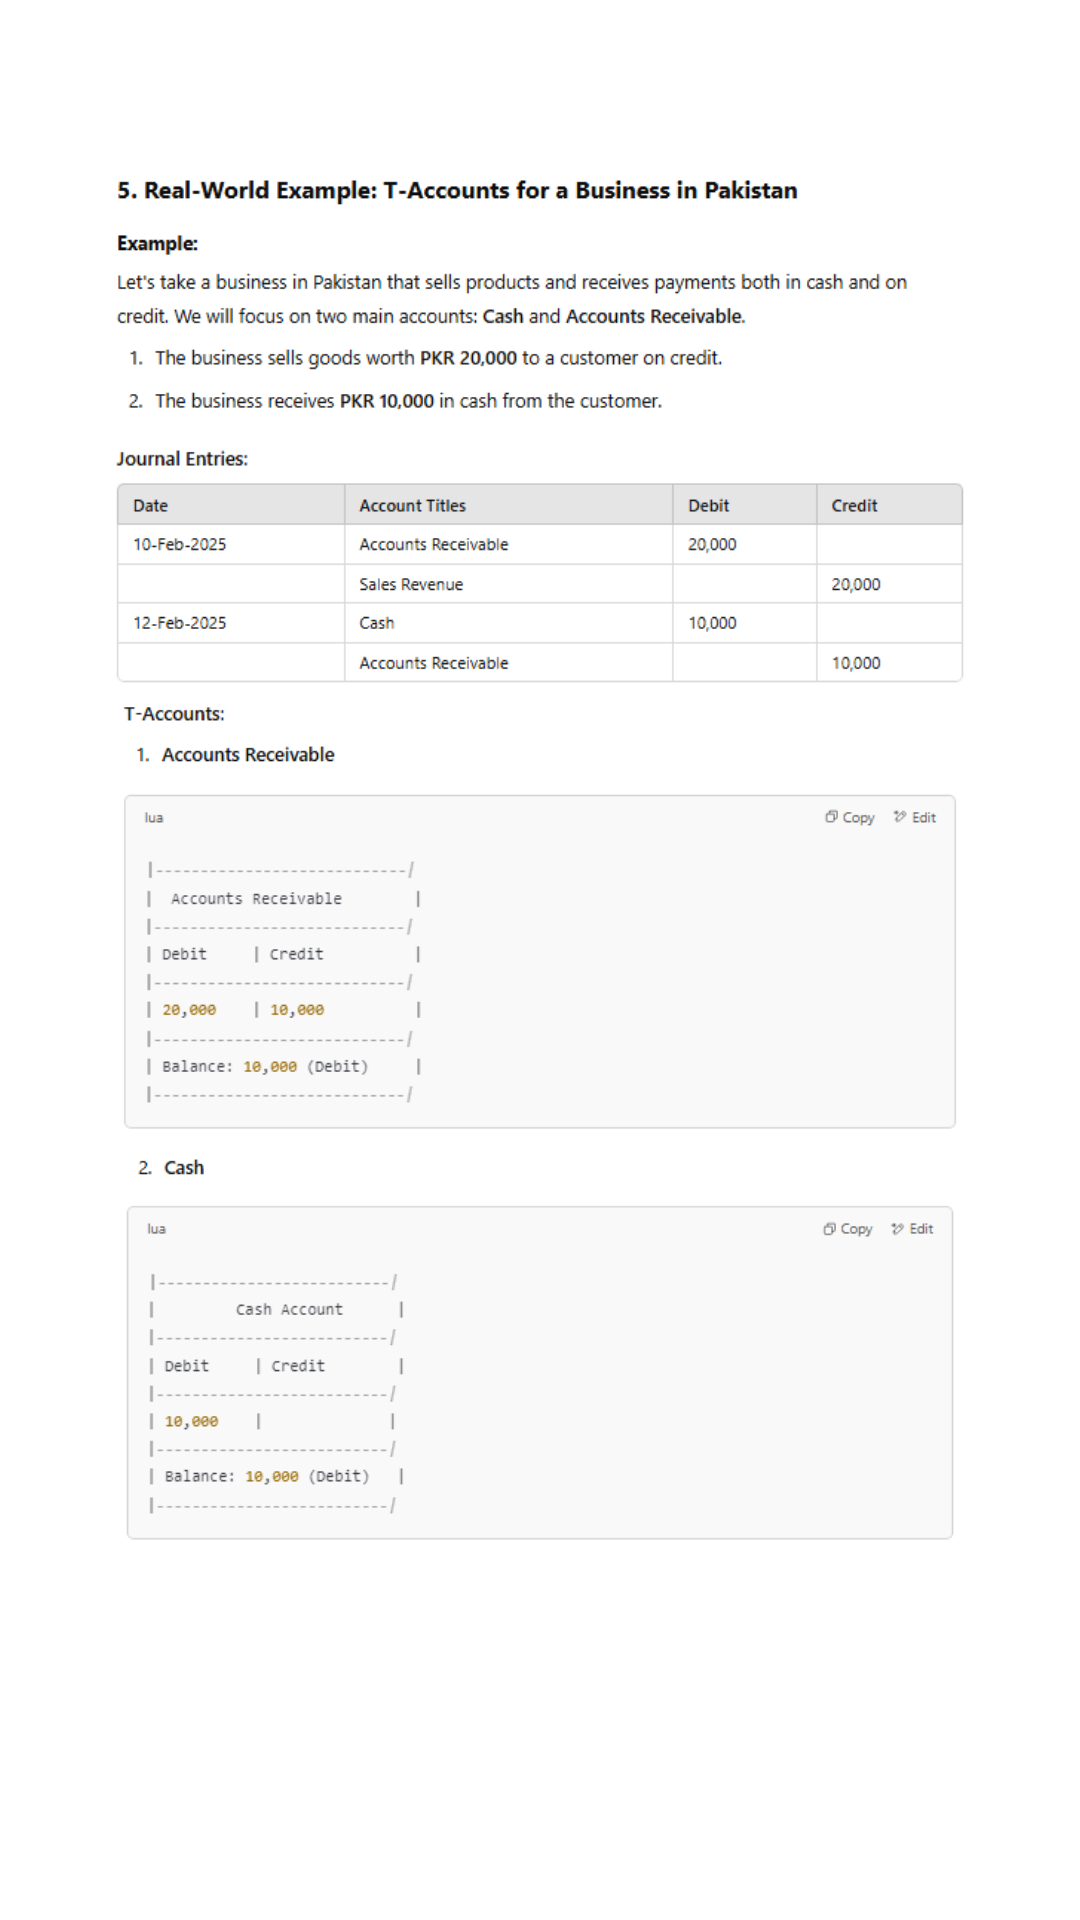 5. Real-World Example: T-Accounts for a Business in Pakistan
Example:
Let's take a business in Pakistan that sells products and receives payments both in cash and on
credit. We will focus on two main accounts: Cash and Accounts Receivable.
1. The business sells goods worth PKR 20,000 to a customer on credit.
2. The business receives PKR 10,000 in cash from the customer.
Journal Entries:
Date Account Titles Debit Credit
10-Feb-2025 Accounts Receivable 20,000
Sales Revenue 20,000
12-Feb-2025 Cash 10,000
Accounts Receivable 10,000
T-Accounts:
1. Accounts Receivable
lua Copy Edit
|----------------------------/
| Accounts Receivable |
|----------------------------/
| Debit | Credit |
|----------------------------/
| 20,000 | 10,000 |
|----------------------------/
| Balance: 10,000 (Debit) |
|----------------------------/
2. Cash
lua Copy Edit
|--------------------------/
| Cash Account |
|--------------------------/
| Debit | Credit |
|--------------------------/
| 10,000 | |
|--------------------------/
| Balance: 10,000 (Debit) |
|--------------------------/